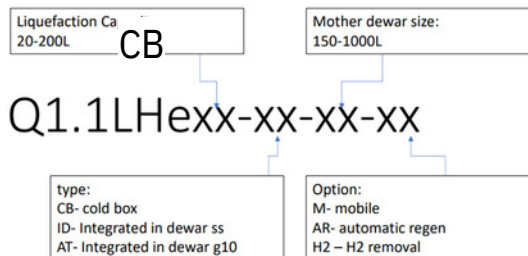 Liquefaction
20-200L
CB
Mother dewar size:
150-1000L
Q1.1LHexx-xx-xx-xx
type:
CB- cold box
ID- Integrated in dewar ss
AT- Integrated in dewar g10
Option:
M- mobile
AR- automatic regen
H2 – H2 removal